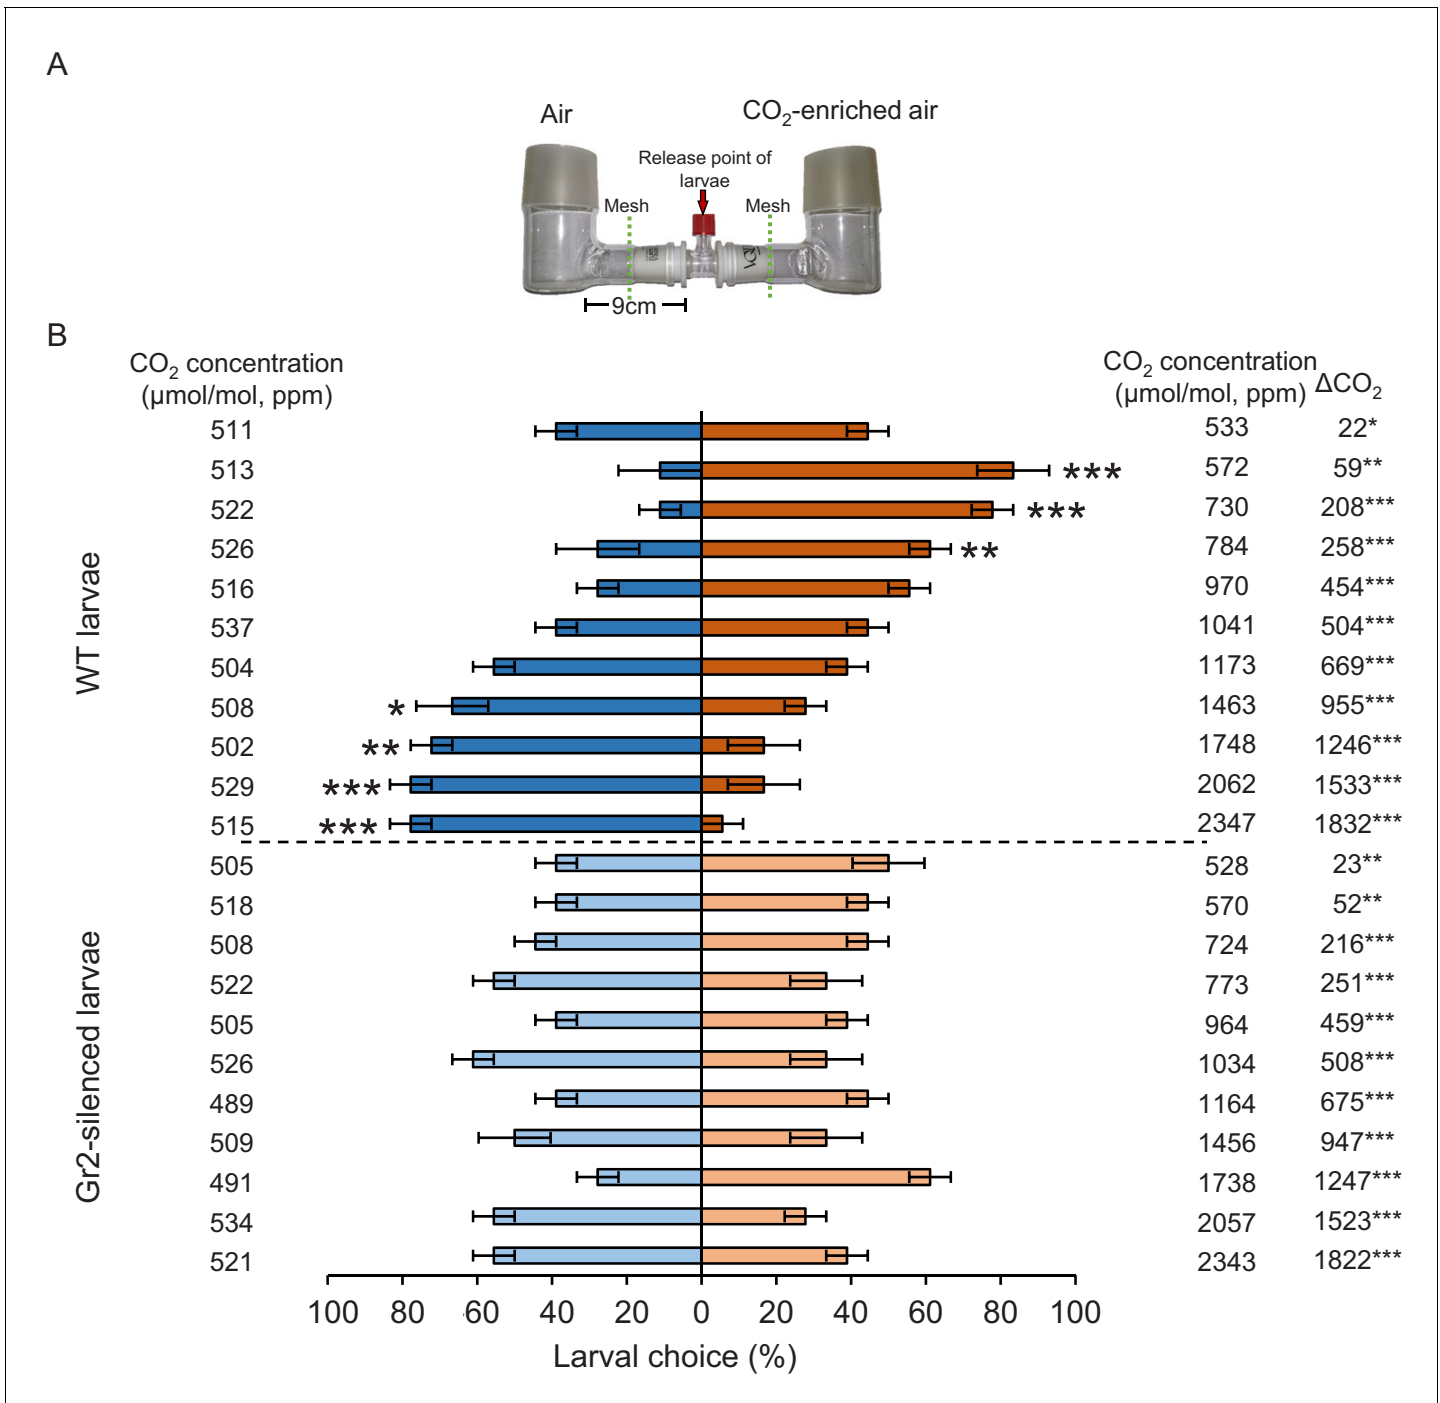 A
Air
CO₂-enriched air
Release point of
larvae
Mesh
Mesh
9cm
B
CO₂ concentration
(µmol/mol, ppm)
CO₂ concentration
(µmol/mol, ppm)
ΔCO₂
WT larvae
511 533 22*
513 *** 572 59**
522 *** 730 208***
526 ** 784 258***
516 970 454***
537 1041 504***
504 1173 669***
508 * 1463 955***
502 ** 1748 1246***
529 *** 2062 1533***
515 *** 2347 1832***
Gr2-silenced larvae
505 528 23**
518 570 52**
508 724 216***
522 773 251***
505 964 459***
526 1034 508***
489 1164 675***
509 1456 947***
491 1738 1247***
534 2057 1523***
521 2343 1822***
100 80 60 40 20 0 20 40 60 80 100
Larval choice (%)